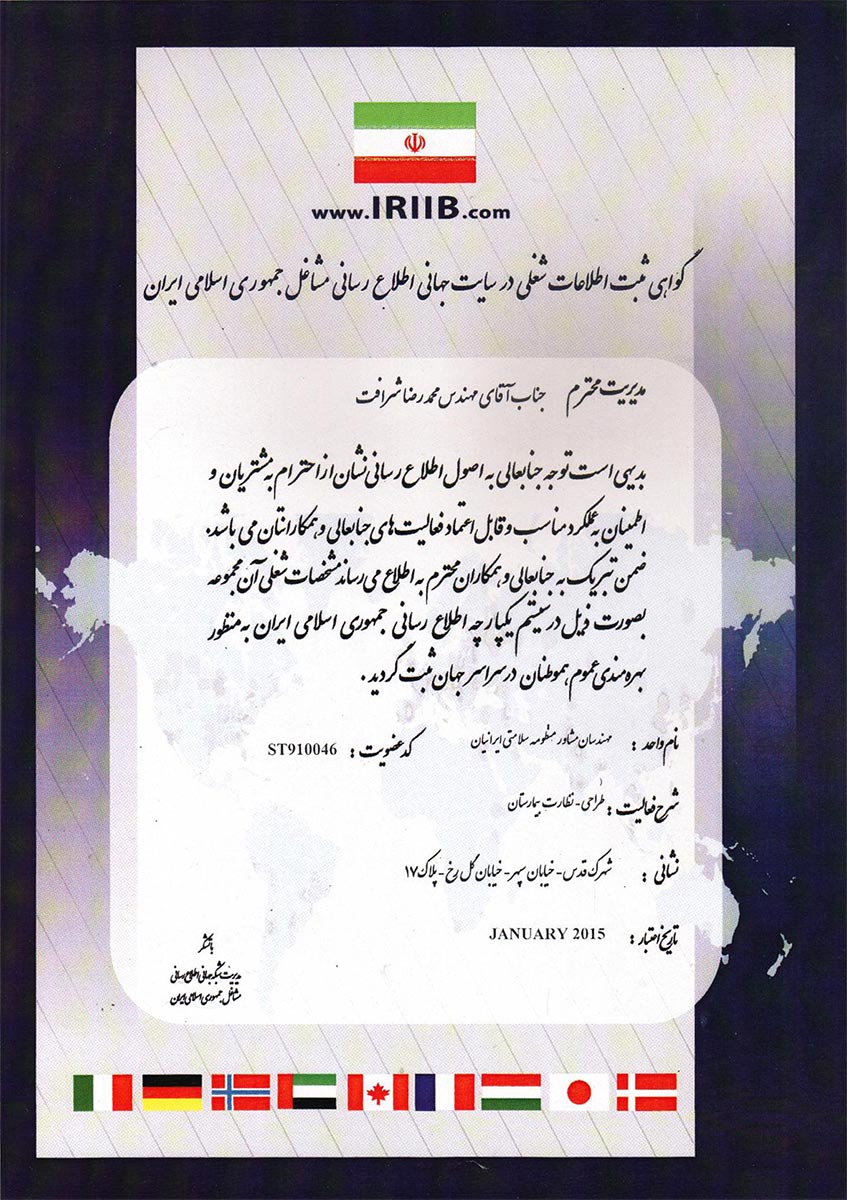 www.IRIIB.com
گواهی ثبت اطلاعات شغلی در سایت جهانی اطلاع رسانی مشاغل جمهوری اسلامی ایران
مدیریت محترم جناب آقای مهندس محمد رضا شرافت
بدیهی است توجه جنابعالی به اصول اطلاع رسانی نشان از احترام به مشتریان و
اطمینان به عملکرد مناسب و قابل اعتماد فعالیت های جنابعالی و همکارانتان می باشد.
ضمن تبریک به جنابعالی و همکاران محترم به اطلاع می رساند مشخصات شغلی آن مجموعه
بصورت ذیل در سیستم یکپارچه اطلاع رسانی جمهوری اسلامی ایران به منظور
بهره مندی عموم هموطنان در سراسر جهان ثبت گردید .
نام واحد : مهندسان مشاور منظومه سلامتی ایرانیان کد عضویت : ST910046
شرح فعالیت : طراحی - نظارت بیمارستان
نشانی : شهرک قدس - خیابان سپهر - خیابان گل رخ - پلاک ۱۷
تاریخ اعتبار : JANUARY 2015
باتشکر
مدیریت شبکه جهانی اطلاع رسانی
مشاغل جمهوری اسلامی ایران